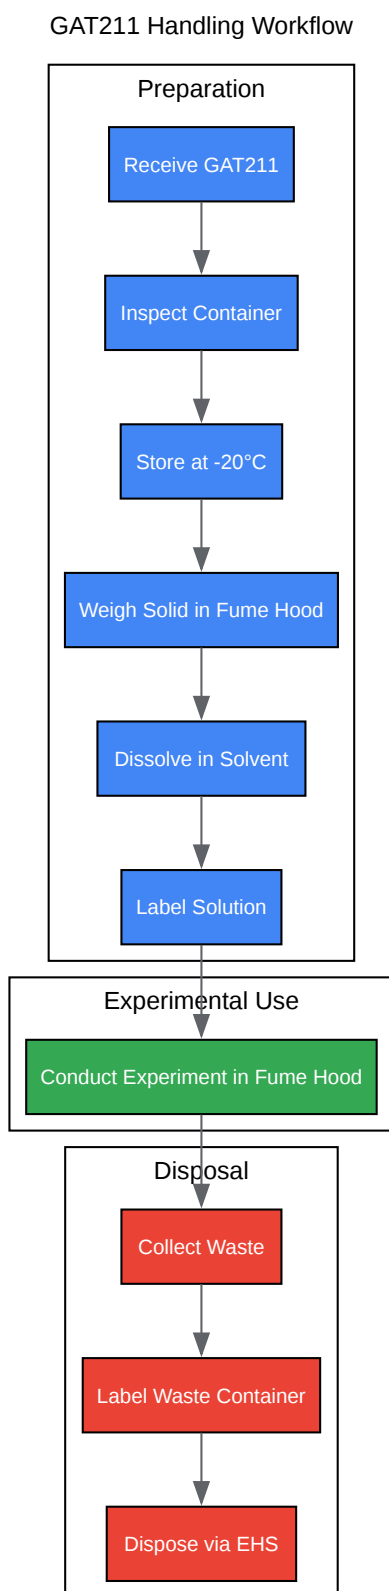 GAT211 Handling Workflow
Preparation
Receive GAT211
Inspect Container
Store at -20°C
Weigh Solid in Fume Hood
Dissolve in Solvent
Label Solution
Experimental Use
Conduct Experiment in Fume Hood
Disposal
Collect Waste
Label Waste Container
Dispose via EHS